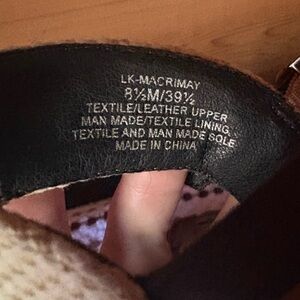 LK-MACRIMAY
8½M/39½
TEXTILE/LEATHER UPPER
MAN MADE/TEXTILE LINING
TEXTILE AND MAN MADE SOLE
MADE IN CHINA